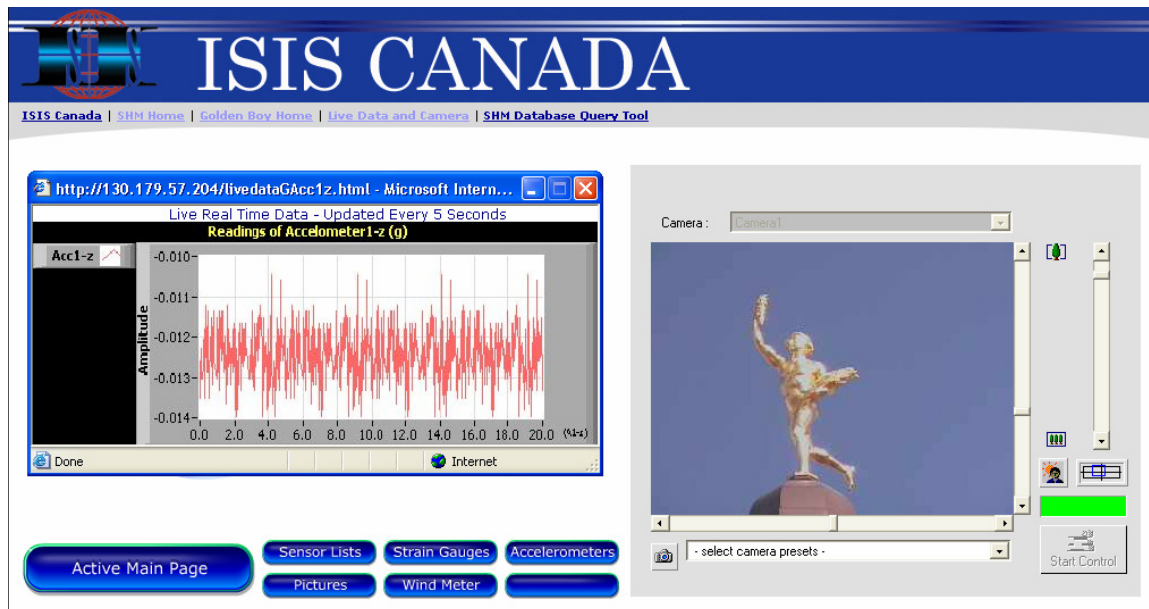 ISIS CANADA
ISIS Canada | SHM Home | Golden Boy Home | Live Data and Camera | SHM Database Query Tool
http://130.179.57.204/livedataGAcc1z.html - Microsoft Intern...
Live Real Time Data - Updated Every 5 Seconds
Readings of Accelometer1-z (g)
Acc1-z
Amplitude
-0.010
-0.011
-0.012
-0.013
-0.014
0.0 2.0 4.0 6.0 8.0 10.0 12.0 14.0 16.0 18.0 20.0
Done Internet
Camera : Camera1
- select camera presets -
Start Control
Active Main Page
Sensor Lists Strain Gauges Accelerometers
Pictures Wind Meter